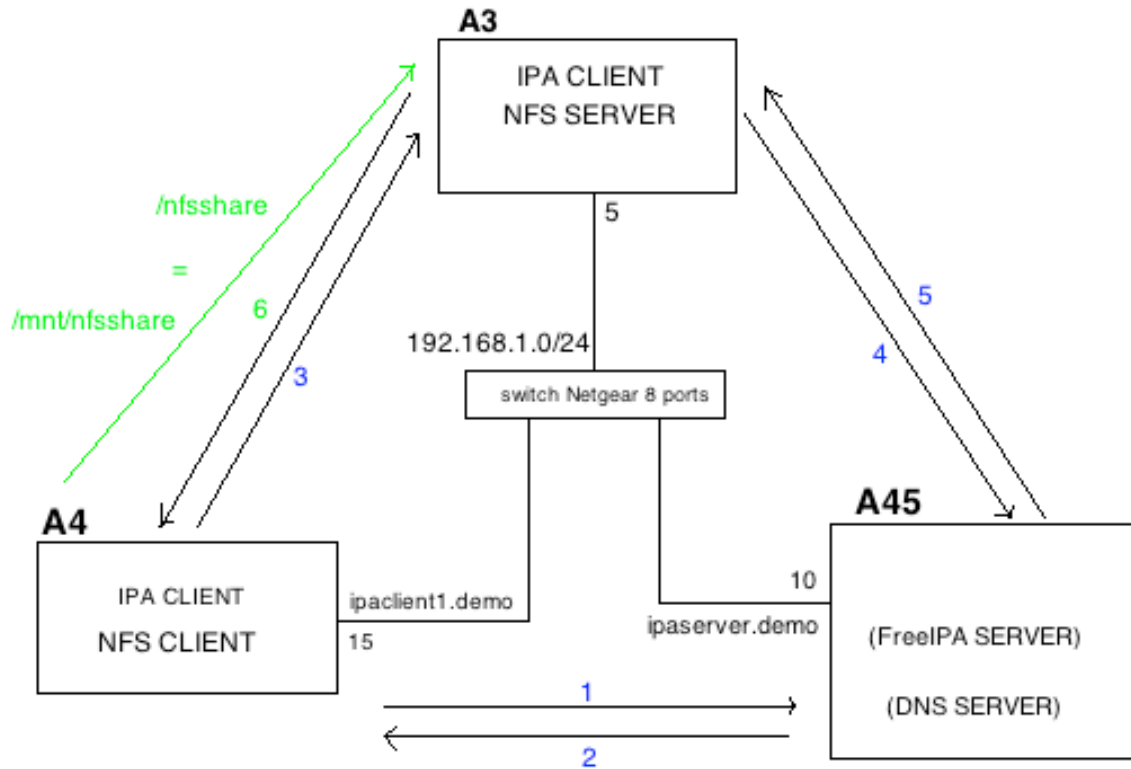 A3
IPA CLIENT
NFS SERVER
5
/nfsshare
=
/mnt/nfsshare
6
3
5
4
192.168.1.0/24
switch Netgear 8 ports
A4
IPA CLIENT
NFS CLIENT
ipaclient1.demo
15
A45
10
ipaserver.demo
(FreeIPA SERVER)
(DNS SERVER)
1
2